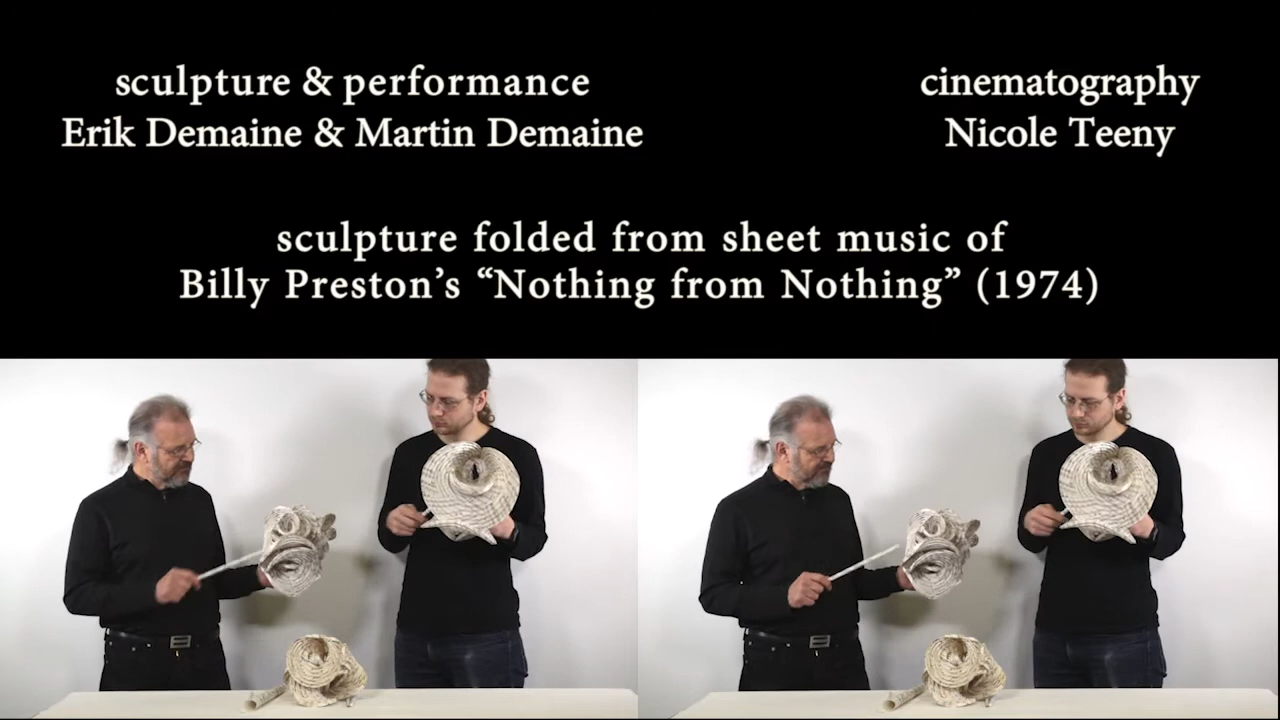 sculpture & performance
Erik Demaine & Martin Demaine
cinematography
Nicole Teeny
sculpture folded from sheet music of
Billy Preston’s “Nothing from Nothing” (1974)